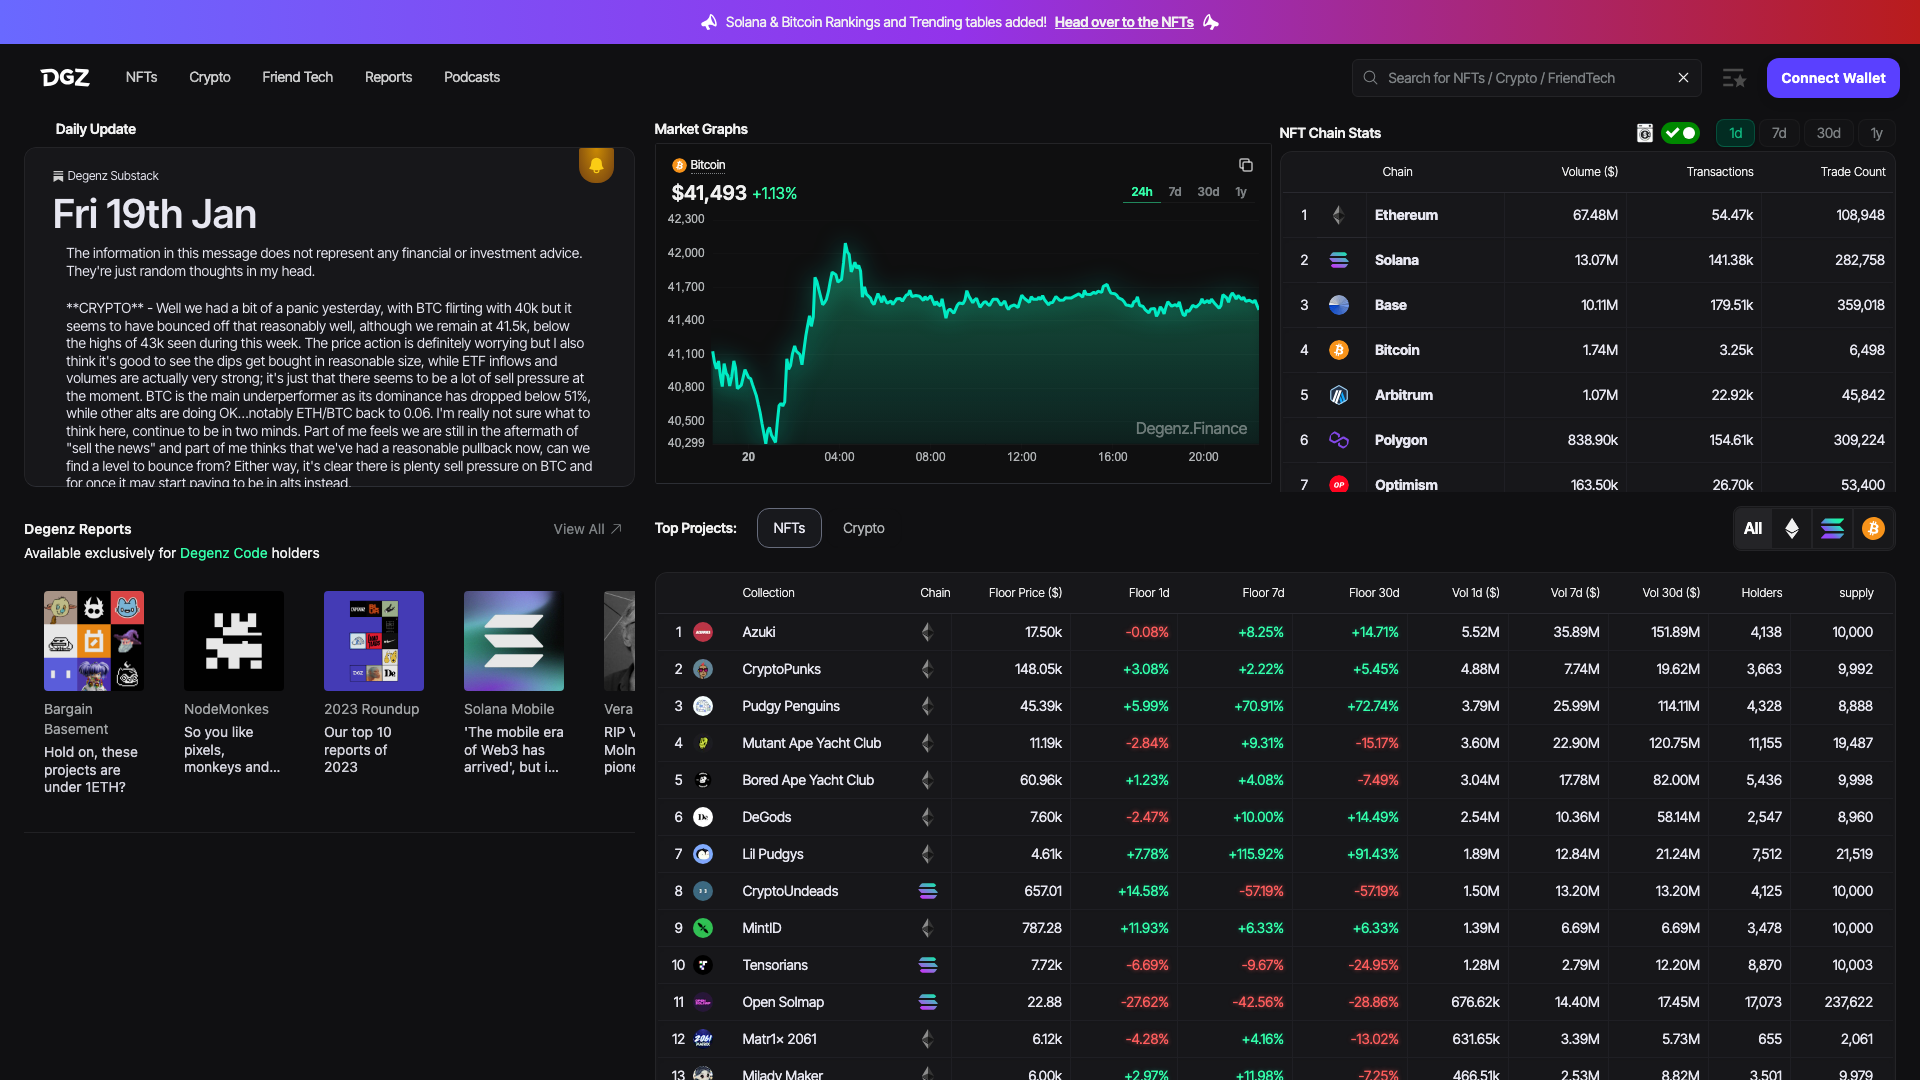 Solana & Bitcoin Rankings and Trending tables added! Head over to the NFTs
DGZ
NFTs
Crypto
Friend Tech
Reports
Podcasts
Search for NFTs / Crypto / FriendTech
Connect Wallet
Daily Update
Degenz Substack
Fri 19th Jan
The information in this message does not represent any financial or investment advice.
They're just random thoughts in my head.
**CRYPTO** - Well we had a bit of a panic yesterday, with BTC flirting with 40k but it
seems to have bounced off that reasonably well, although we remain at 41.5k, below
the highs of 43k seen during this week. The price action is definitely worrying but I also
think it's good to see the dips get bought in reasonable size, while ETF inflows and
volumes are actually very strong; it's just that there seems to be a lot of sell pressure at
the moment. BTC is the main underperformer as its dominance has dropped below 51%,
while other alts are doing OK...notably ETH/BTC back to 0.06. I'm really not sure what to
think here, continue to be in two minds. Part of me feels we are still in the aftermath of
"sell the news" and part of me thinks that we've had a reasonable pullback now, can we
find a level to bounce from? Either way, it's clear there is plenty sell pressure on BTC and
for once it may start paying to be in alts instead.
Market Graphs
Bitcoin
$41,493 +1.13%
24h 7d 30d 1y
42,300
42,000
41,700
41,400
41,100
40,800
40,500
40,299
Degenz.Finance
20 04:00 08:00 12:00 16:00 20:00
NFT Chain Stats
1d 7d 30d 1y
Chain Volume ($) Transactions Trade Count
1 Ethereum 67.48M 54.47k 108,948
2 Solana 13.07M 141.38k 282,758
3 Base 10.11M 179.51k 359,018
4 Bitcoin 1.74M 3.25k 6,498
5 Arbitrum 1.07M 22.92k 45,842
6 Polygon 838.90k 154.61k 309,224
7 OP Optimism 163.50k 26.70k 53,400
Degenz Reports
View All
Available exclusively for Degenz Code holders
Bargain
Basement
Hold on, these
projects are
under 1ETH?
NodeMonkes
So you like
pixels,
monkeys and...
2023 Roundup
Our top 10
reports of
2023
Solana Mobile
'The mobile era
of Web3 has
arrived', but i...
Vera
RIP V
Moln
pione
Top Projects:
NFTs
Crypto
All
Collection Chain Floor Price ($) Floor 1d Floor 7d Floor 30d Vol 1d ($) Vol 7d ($) Vol 30d ($) Holders supply
1 Azuki 17.50k -0.08% +8.25% +14.71% 5.52M 35.89M 151.89M 4,138 10,000
2 CryptoPunks 148.05k +3.08% +2.22% +5.45% 4.88M 7.74M 19.62M 3,663 9,992
3 Pudgy Penguins 45.39k +5.99% +70.91% +72.74% 3.79M 25.99M 114.11M 4,328 8,888
4 Mutant Ape Yacht Club 11.19k -2.84% +9.31% -15.17% 3.60M 22.90M 120.75M 11,155 19,487
5 Bored Ape Yacht Club 60.96k +1.23% +4.08% -7.49% 3.04M 17.78M 82.00M 5,436 9,998
6 De DeGods 7.60k -2.47% +10.00% +14.49% 2.54M 10.36M 58.14M 2,547 8,960
7 Lil Pudgys 4.61k +7.78% +115.92% +91.43% 1.89M 12.84M 21.24M 7,512 21,519
8 CryptoUndeads 657.01 +14.58% -57.19% -57.19% 1.50M 13.20M 13.20M 4,125 10,000
9 MintID 787.28 +11.93% +6.33% +6.33% 1.39M 6.69M 6.69M 3,478 10,000
10 Tensorians 7.72k -6.69% -9.67% -24.95% 1.28M 2.79M 12.20M 8,870 10,003
11 Open Solmap 22.88 -27.62% -42.56% -28.86% 676.62k 14.40M 17.45M 17,073 237,622
12 Matr1x 2061 6.12k -4.28% +4.16% -13.02% 631.65k 3.39M 5.73M 655 2,061
13 Milady Maker 6.00k +2.97% +11.98% -7.25% 466.51k 2.53M 8.82M 3,501 9,979